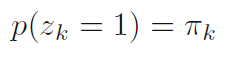 p(z_k = 1) = π_k